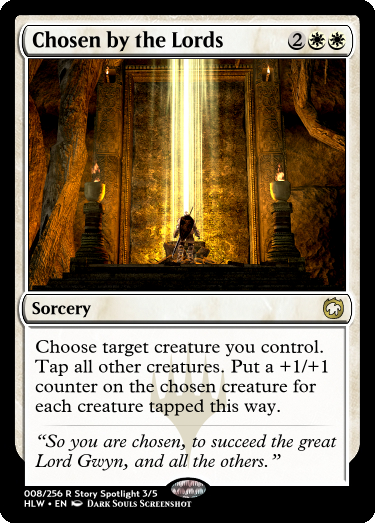 Chosen by the Lords 2
Sorcery
Choose target creature you control.
Tap all other creatures. Put a +1/+1
counter on the chosen creature for
each creature tapped this way.
“So you are chosen, to succeed the great
Lord Gwyn, and all the others.”
008/256 R Story Spotlight 3/5
HLW • EN Dark Souls Screenshot